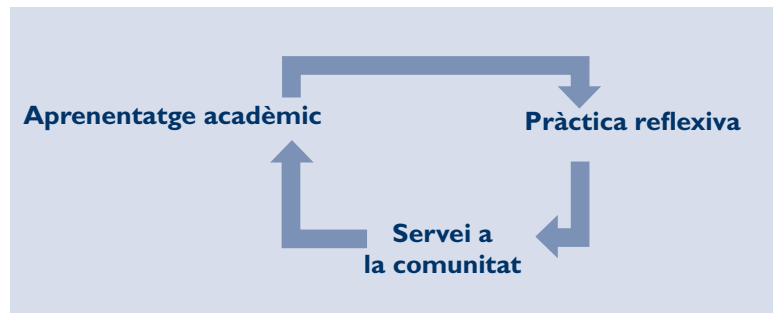 Aprenentatge acadèmic
Pràctica reflexiva
Servei a
la comunitat